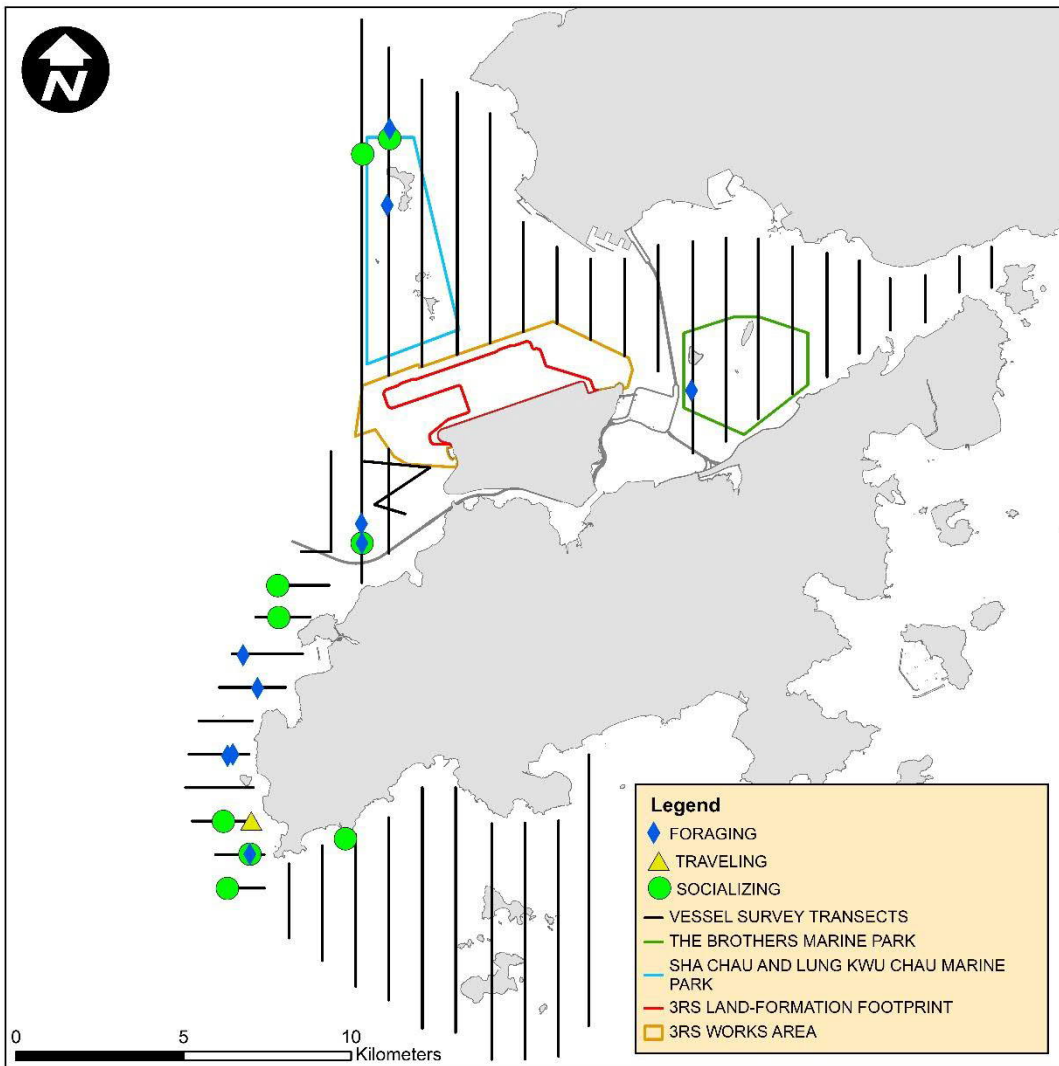 N
Legend
FORAGING
TRAVELING
SOCIALIZING
VESSEL SURVEY TRANSECTS
THE BROTHERS MARINE PARK
SHA CHAU AND LUNG KWU CHAU MARINE
PARK
3RS LAND-FORMATION FOOTPRINT
3RS WORKS AREA
0 5 10
Kilometers